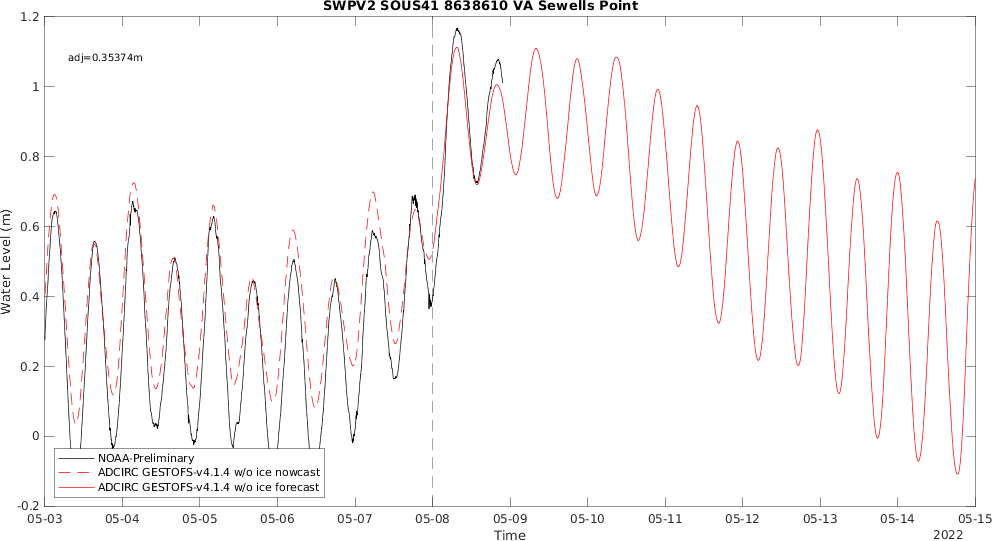 SWPV2 SOUS41 8638610 VA Sewells Point
adj=0.35374m
Water Level (m)
1.2
1
0.8
0.6
0.4
0.2
0
-0.2
NOAA-Preliminary
ADCIRC GESTOFS-v4.1.4 w/o ice nowcast
ADCIRC GESTOFS-v4.1.4 w/o ice forecast
05-03 05-04 05-05 05-06 05-07 05-08 05-09 05-10 05-11 05-12 05-13 05-14 05-15
Time
2022